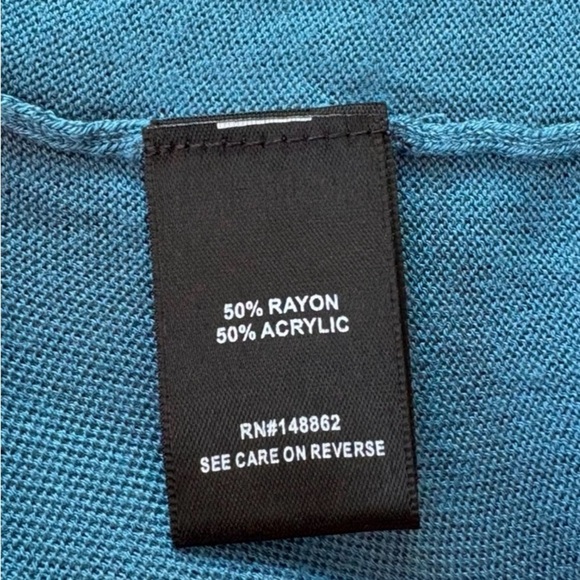 50% RAYON
50% ACRYLIC
RN#148862
SEE CARE ON REVERSE